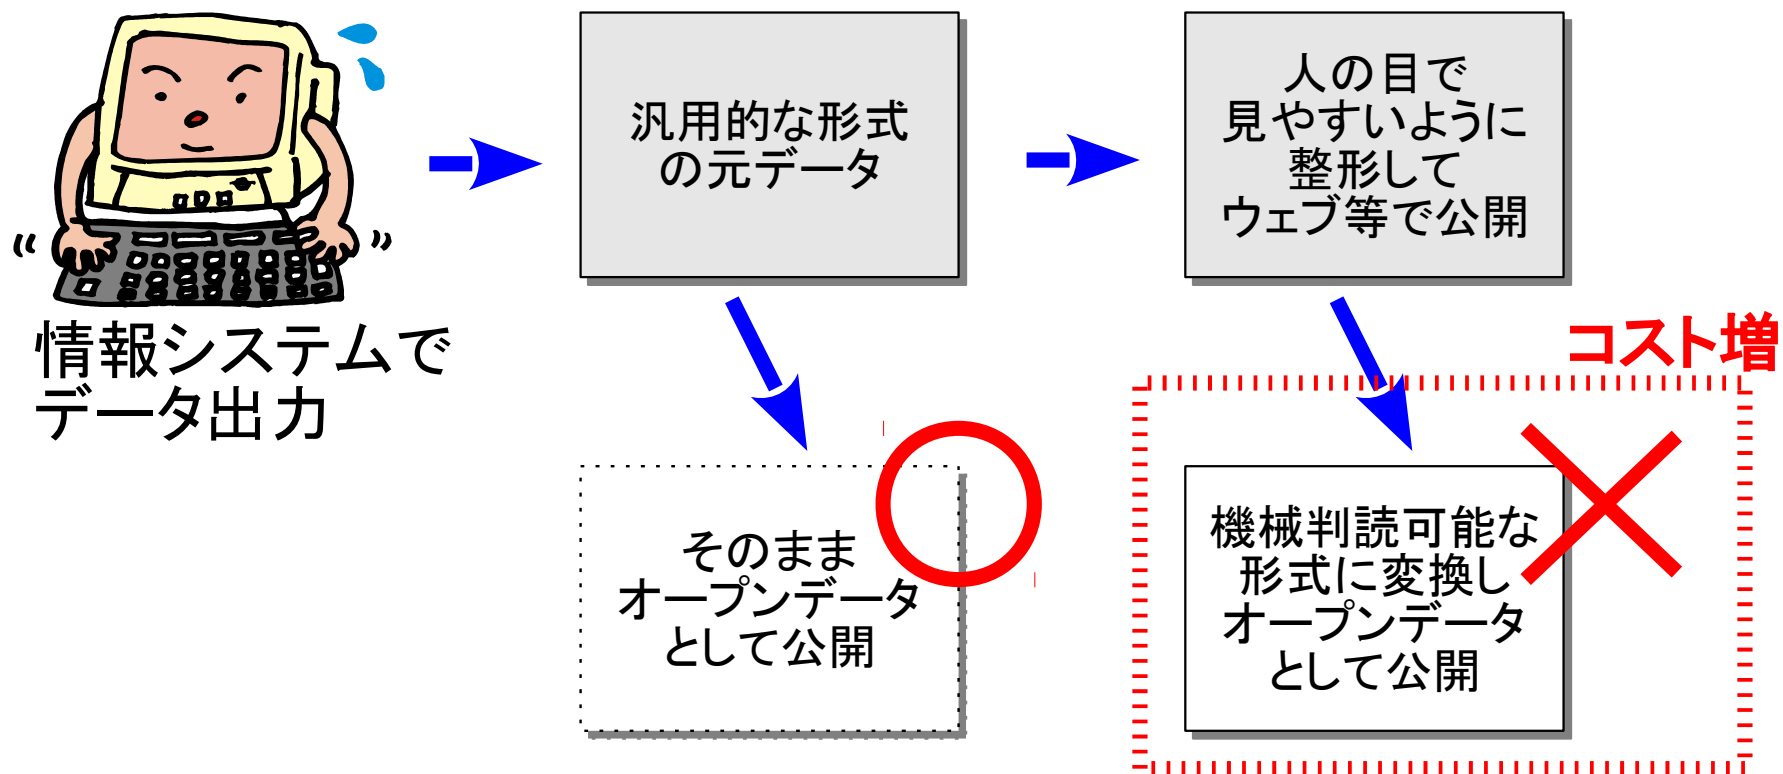 情報システムで
データ出力
汎用的な形式
の元データ
人の目で
見やすいように
整形して
ウェブ等で公開
そのまま
オープンデータ
として公開
コスト増
機械判読可能な
形式に変換し
オープンデータ
として公開